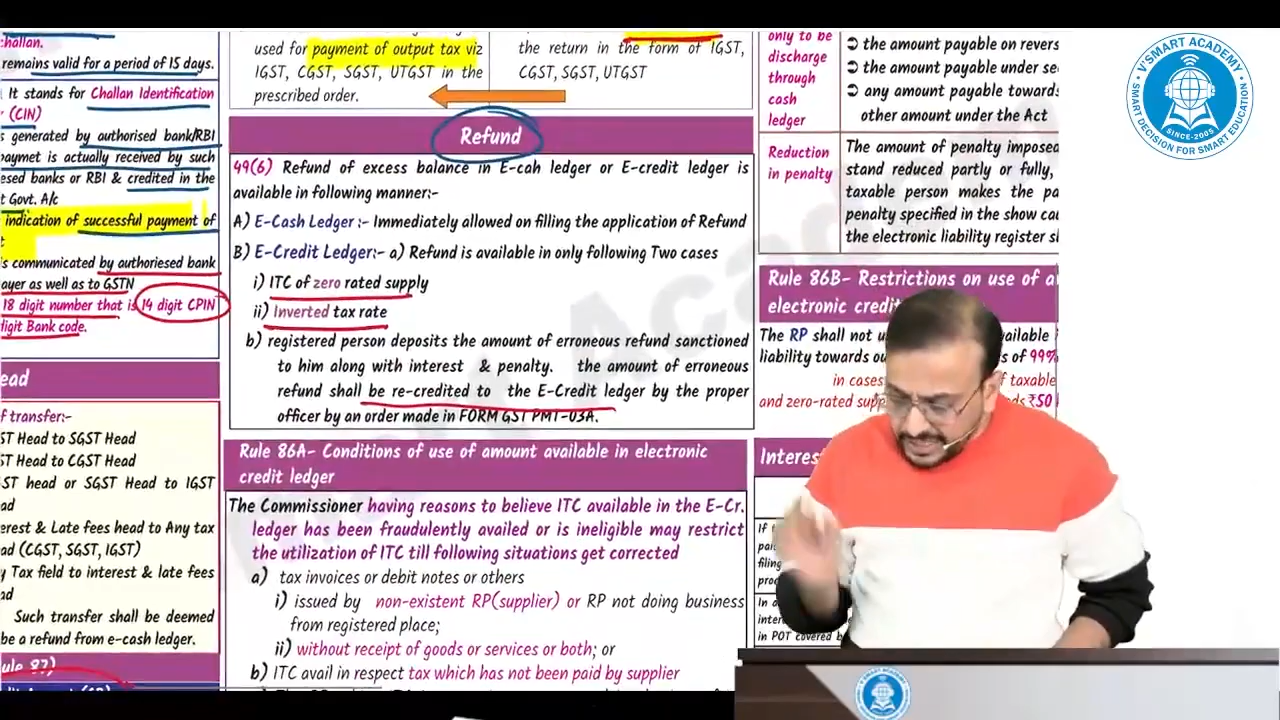 challan.
remains valid for a period of 15 days.
It stands for Challan Identification
(CIN)
generated by authorised bank/RBI
paymet is actually received by such
banks or RBI & credited in the
Govt. A/c
indication of successful payment of
is communicated by authoriesed bank
ayer as well as to GSTN
18 digit number that is 14 digit CPIN
digit Bank code.
ead
f transfer:-
ST Head to SGST Head
ST Head to CGST Head
ST head or SGST Head to IGST
ad
erest & Late fees head to Any tax
ad (CGST, SGST, IGST)
y Tax field to interest & late fees
ad
Such transfer shall be deemed
be a refund from e-cash ledger.
ule 87)
used for payment of output tax viz
IGST, CGST, SGST, UTGST in the
prescribed order.
the return in the form of IGST,
CGST, SGST, UTGST
Refund
49(6) Refund of excess balance in E-cah ledger or E-credit ledger is
available in following manner:-
A) E-Cash Ledger :- Immediately allowed on filling the application of Refund
B) E-Credit Ledger:- a) Refund is available in only following Two cases
i) ITC of zero rated supply
ii) Inverted tax rate
b) registered person deposits the amount of erroneous refund sanctioned
to him along with interest & penalty. the amount of erroneous
refund shall be re-credited to the E-Credit ledger by the proper
officer by an order made in FORM GST PMT-03A.
Rule 86A- Conditions of use of amount available in electronic
credit ledger
The Commissioner having reasons to believe ITC available in the E-Cr.
ledger has been fraudulently availed or is ineligible may restrict
the utilization of ITC till following situations get corrected
a) tax invoices or debit notes or others
i) issued by non-existent RP(supplier) or RP not doing business
from registered place;
ii) without receipt of goods or services or both; or
b) ITC avail in respect tax which has not been paid by supplier
only to be
discharge
through
cash
ledger
➲ the amount payable on revers
➲ the amount payable under se
➲ any amount payable towards
other amount under the Act
Reduction
in penalty
The amount of penalty imposed
stand reduced partly or fully,
taxable person makes the pa
penalty specified in the show cau
the electronic liability register sh
Rule 86B- Restrictions on use of a
electronic credit
The RP shall not u available
liability towards ou s of 99%
in cases f taxable
and zero-rated supp ds ₹50
Interes
If t
paid
filing
pro
In a
intere
in POT covered b
V'SMART ACADEMY
SINCE-2005
SMART DECISION FOR SMART EDUCATION